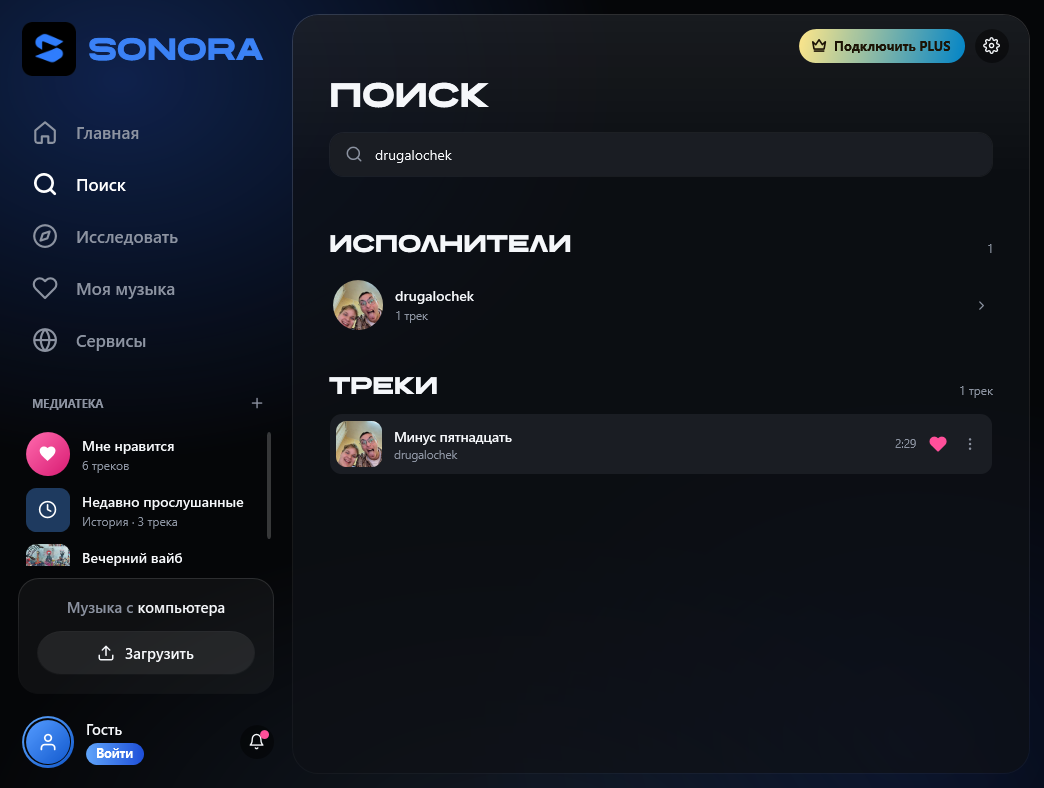 SONORA
Главная
Поиск
Исследовать
Моя музыка
Сервисы
МЕДИАТЕКА
Мне нравится
6 треков
Недавно прослушанные
История · 3 трека
Вечерний вайб
Музыка с компьютера
Загрузить
Гость
Войти
Подключить PLUS
ПОИСК
drugalochek
ИСПОЛНИТЕЛИ
1
drugalochek
1 трек
ТРЕКИ
1 трек
Минус пятнадцать
drugalochek
2:29